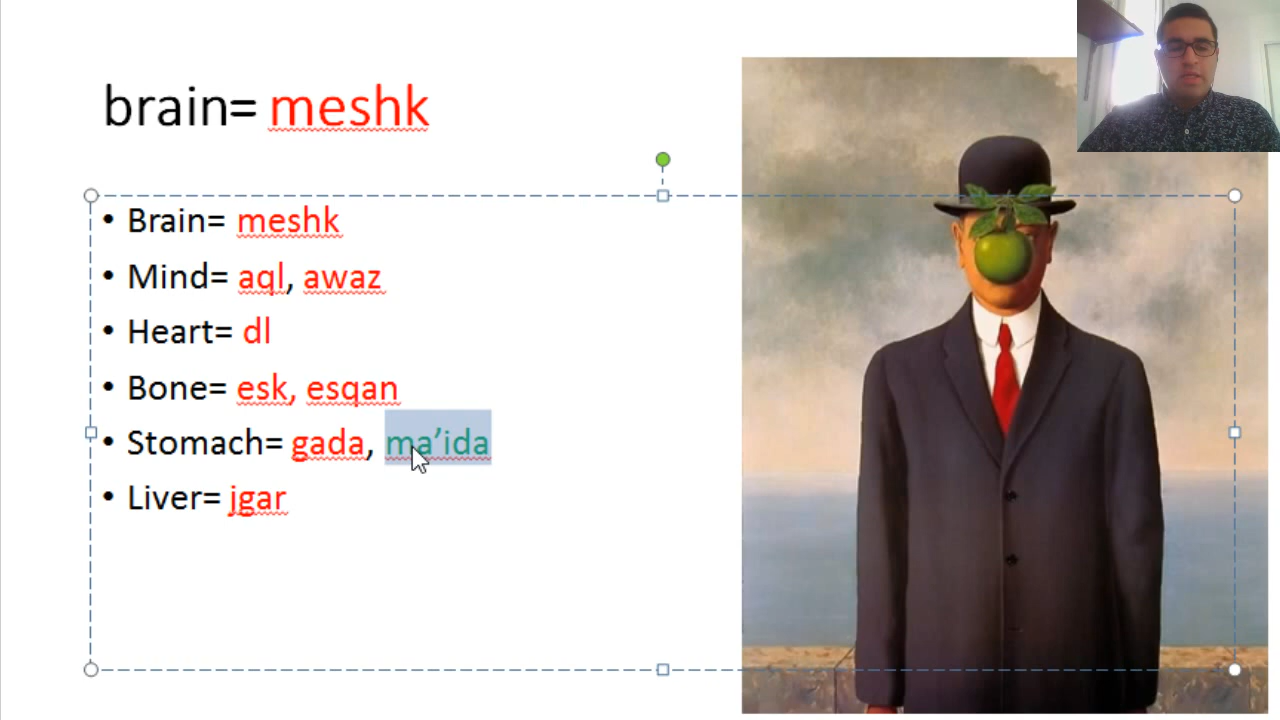 brain= meshk
• Brain= meshk
• Mind= aql, awaz
• Heart= dl
• Bone= esk, esqan
• Stomach= gada, ma’ida
• Liver= jgar